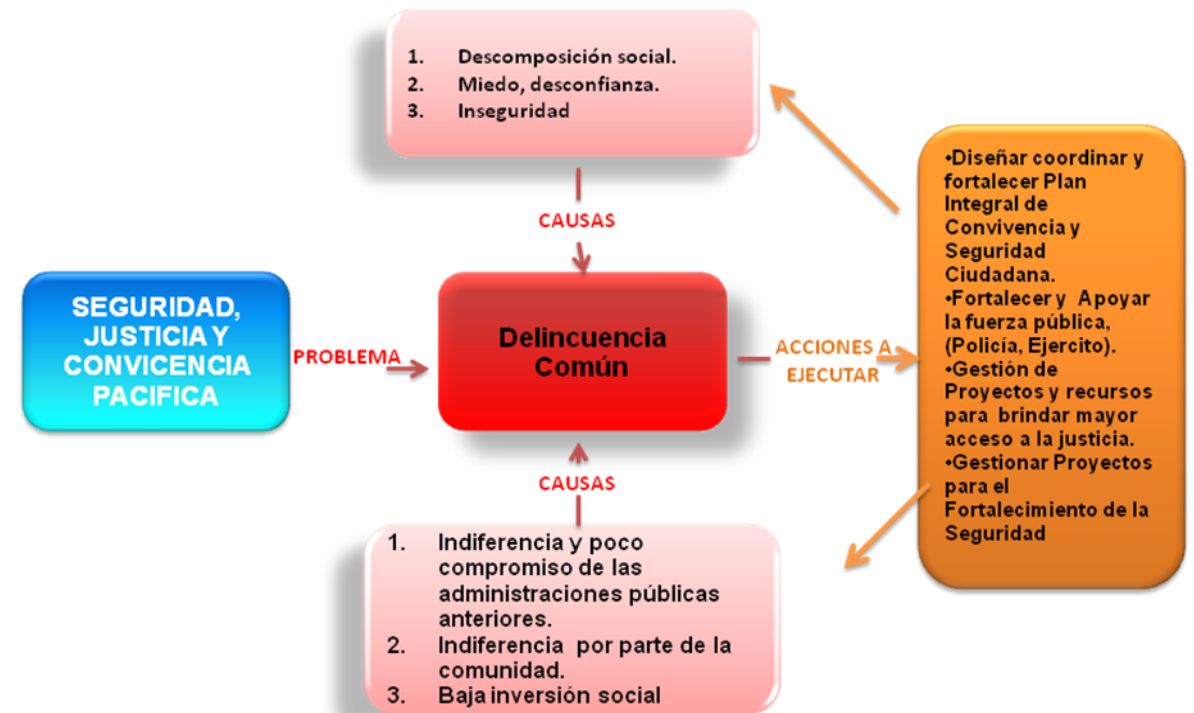 1. Descomposición social.
2. Miedo, desconfianza.
3. Inseguridad
CAUSAS
SEGURIDAD,
JUSTICIA Y
CONVICENCIA
PACIFICA
PROBLEMA
Delincuencia
Común
ACCIONES A
EJECUTAR
•Diseñar coordinar y
fortalecer Plan
Integral de
Convivencia y
Seguridad
Ciudadana.
•Fortalecer y Apoyar
la fuerza pública,
(Policía, Ejercito).
•Gestión de
Proyectos y recursos
para brindar mayor
acceso a la justicia.
•Gestionar Proyectos
para el
Fortalecimiento de la
Seguridad
CAUSAS
1. Indiferencia y poco
compromiso de las
administraciones públicas
anteriores.
2. Indiferencia por parte de la
comunidad.
3. Baja inversión social